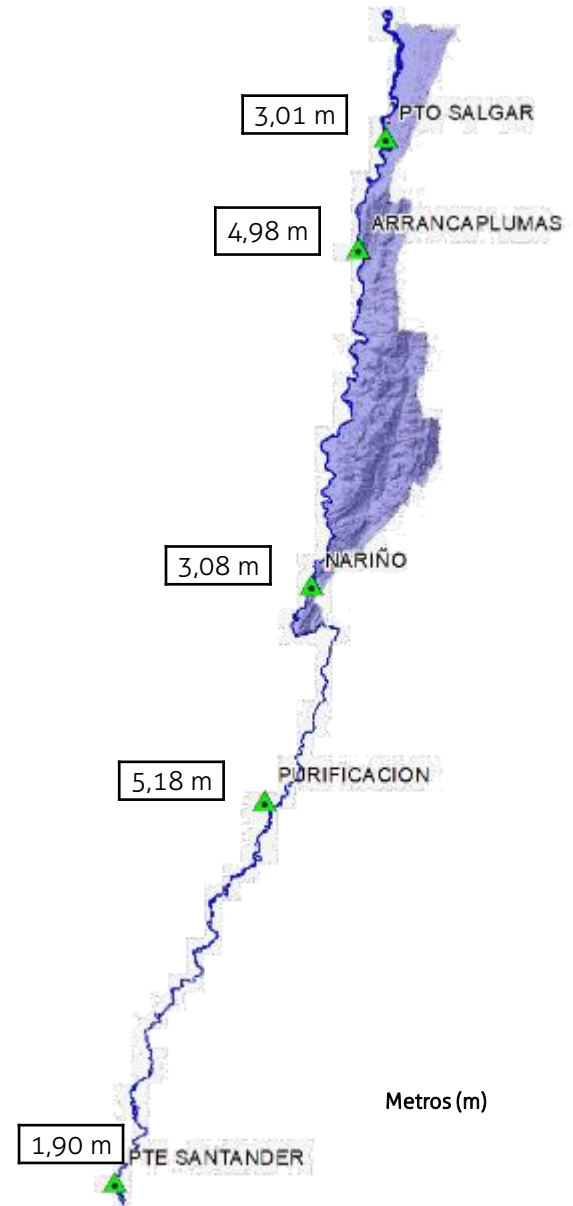 3,01 m
PTO SALGAR
4,98 m
ARRANCAPLUMAS
3,08 m
NARIÑO
5,18 m
PURIFICACION
Metros (m)
1,90 m
PTE SANTANDER